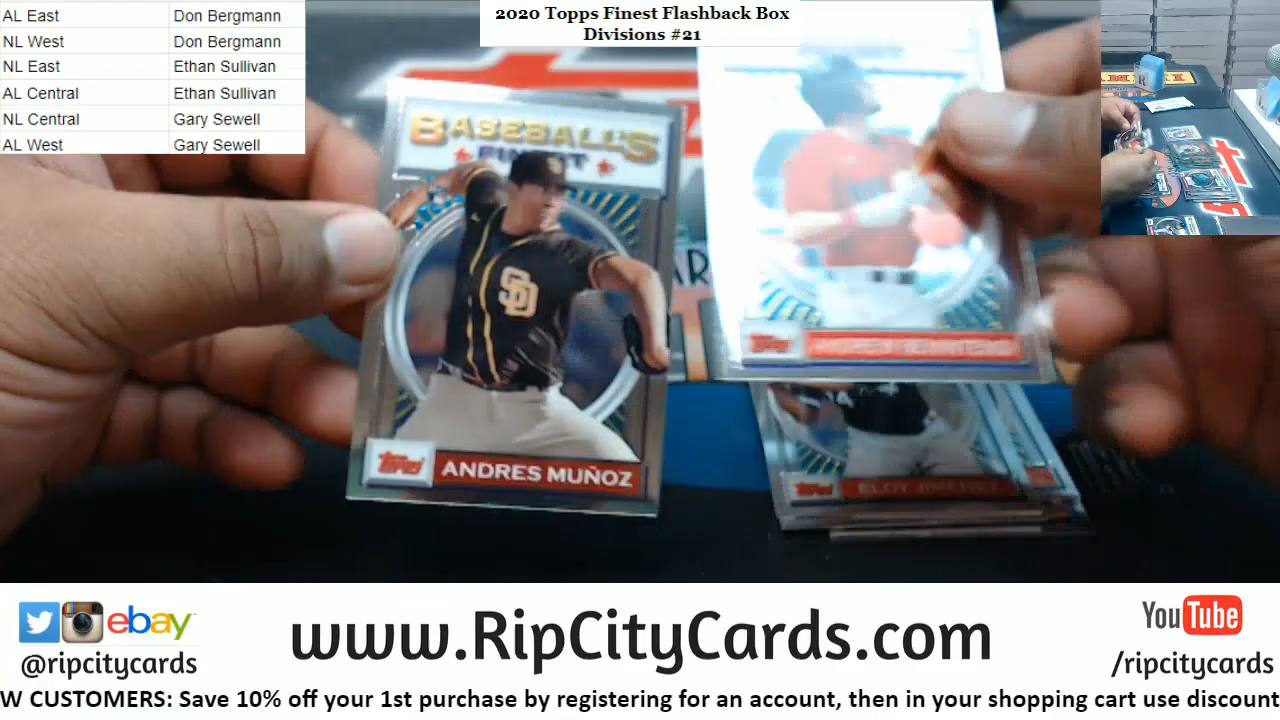 AL East Don Bergmann
NL West Don Bergmann
NL East Ethan Sullivan
AL Central Ethan Sullivan
NL Central Gary Sewell
AL West Gary Sewell
2020 Topps Finest Flashback Box
Divisions #21
BASEBALL'S
FINEST
SD
topps
ANDRES MUÑOZ
topps
topps
ELOY JIMENEZ
ebay
@ripcitycards
www.RipCityCards.com
YouTube
/ripcitycards
W CUSTOMERS: Save 10% off your 1st purchase by registering for an account, then in your shopping cart use discount